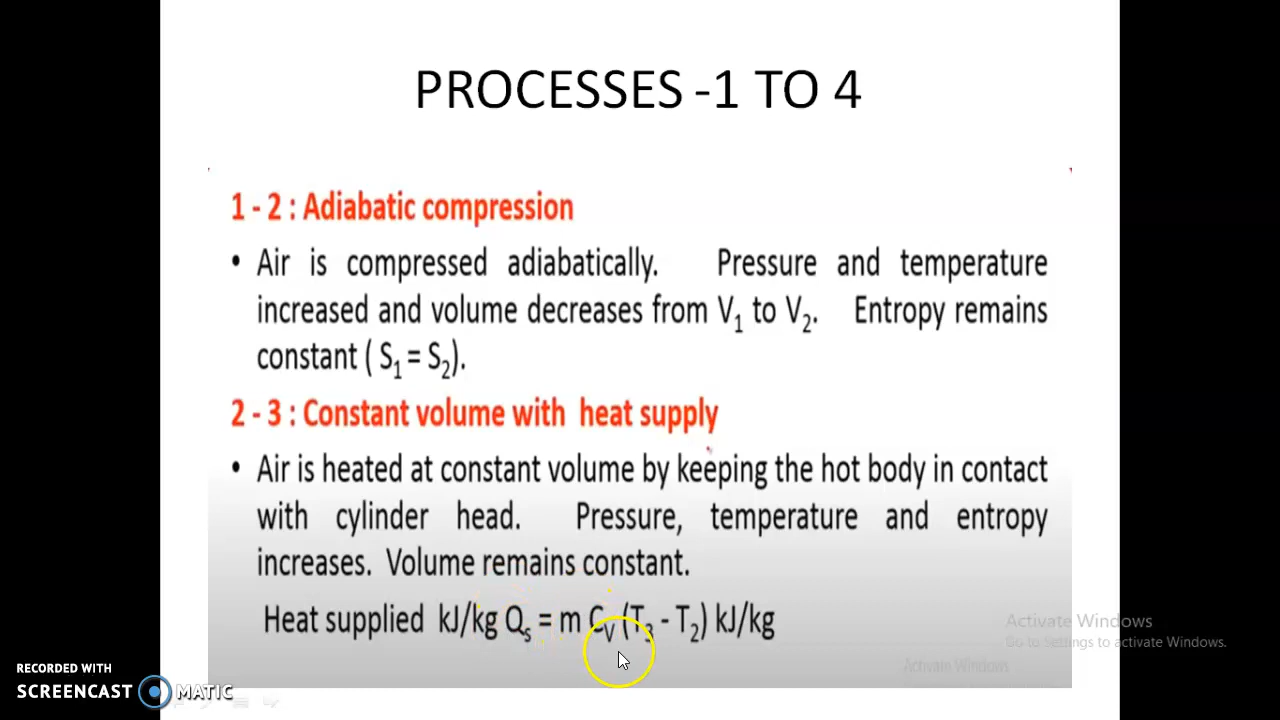 PROCESSES -1 TO 4
1 - 2 : Adiabatic compression
• Air is compressed adiabatically. Pressure and temperature
increased and volume decreases from V₁ to V₂. Entropy remains
constant ( S₁ = S₂).
2 - 3 : Constant volume with heat supply
• Air is heated at constant volume by keeping the hot body in contact
with cylinder head. Pressure, temperature and entropy
increases. Volume remains constant.
Heat supplied kJ/kg Qₛ = m Cᵥ (T₃ - T₂) kJ/kg
Activate Windows
Go to Settings to activate Windows.
Activate Windows
RECORDED WITH
SCREENCAST MATIC